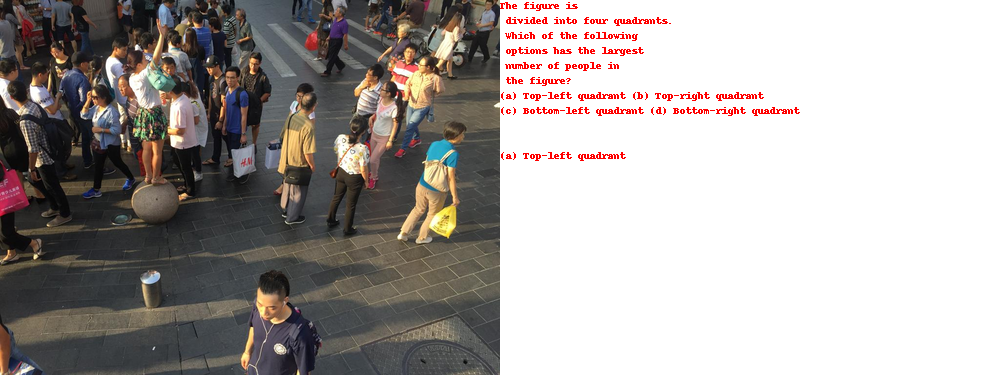 The figure is
divided into four quadrants.
Which of the following
options has the largest
number of people in
the figure?
(a) Top-left quadrant (b) Top-right quadrant
(c) Bottom-left quadrant (d) Bottom-right quadrant
(a) Top-left quadrant
H&M